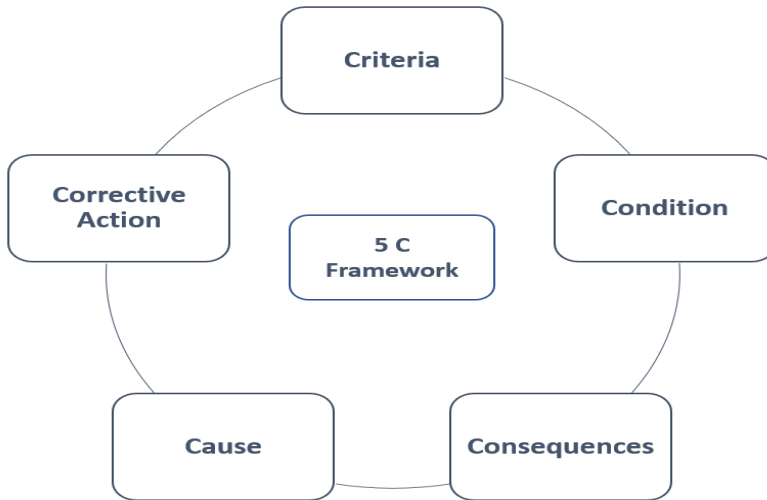 Criteria
Corrective
Action
Condition
5 C
Framework
Cause
Consequences